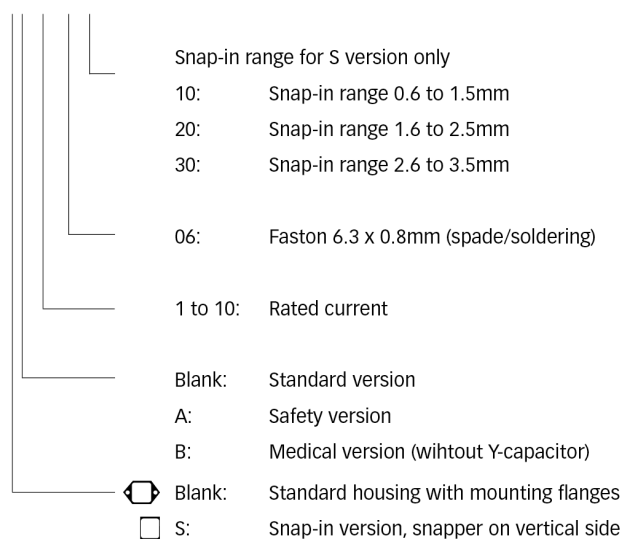 Snap-in range for S version only
10: Snap-in range 0.6 to 1.5mm
20: Snap-in range 1.6 to 2.5mm
30: Snap-in range 2.6 to 3.5mm
06: Faston 6.3 x 0.8mm (spade/soldering)
1 to 10: Rated current
Blank: Standard version
A: Safety version
B: Medical version (wihtout Y-capacitor)
Blank: Standard housing with mounting flanges
S: Snap-in version, snapper on vertical side